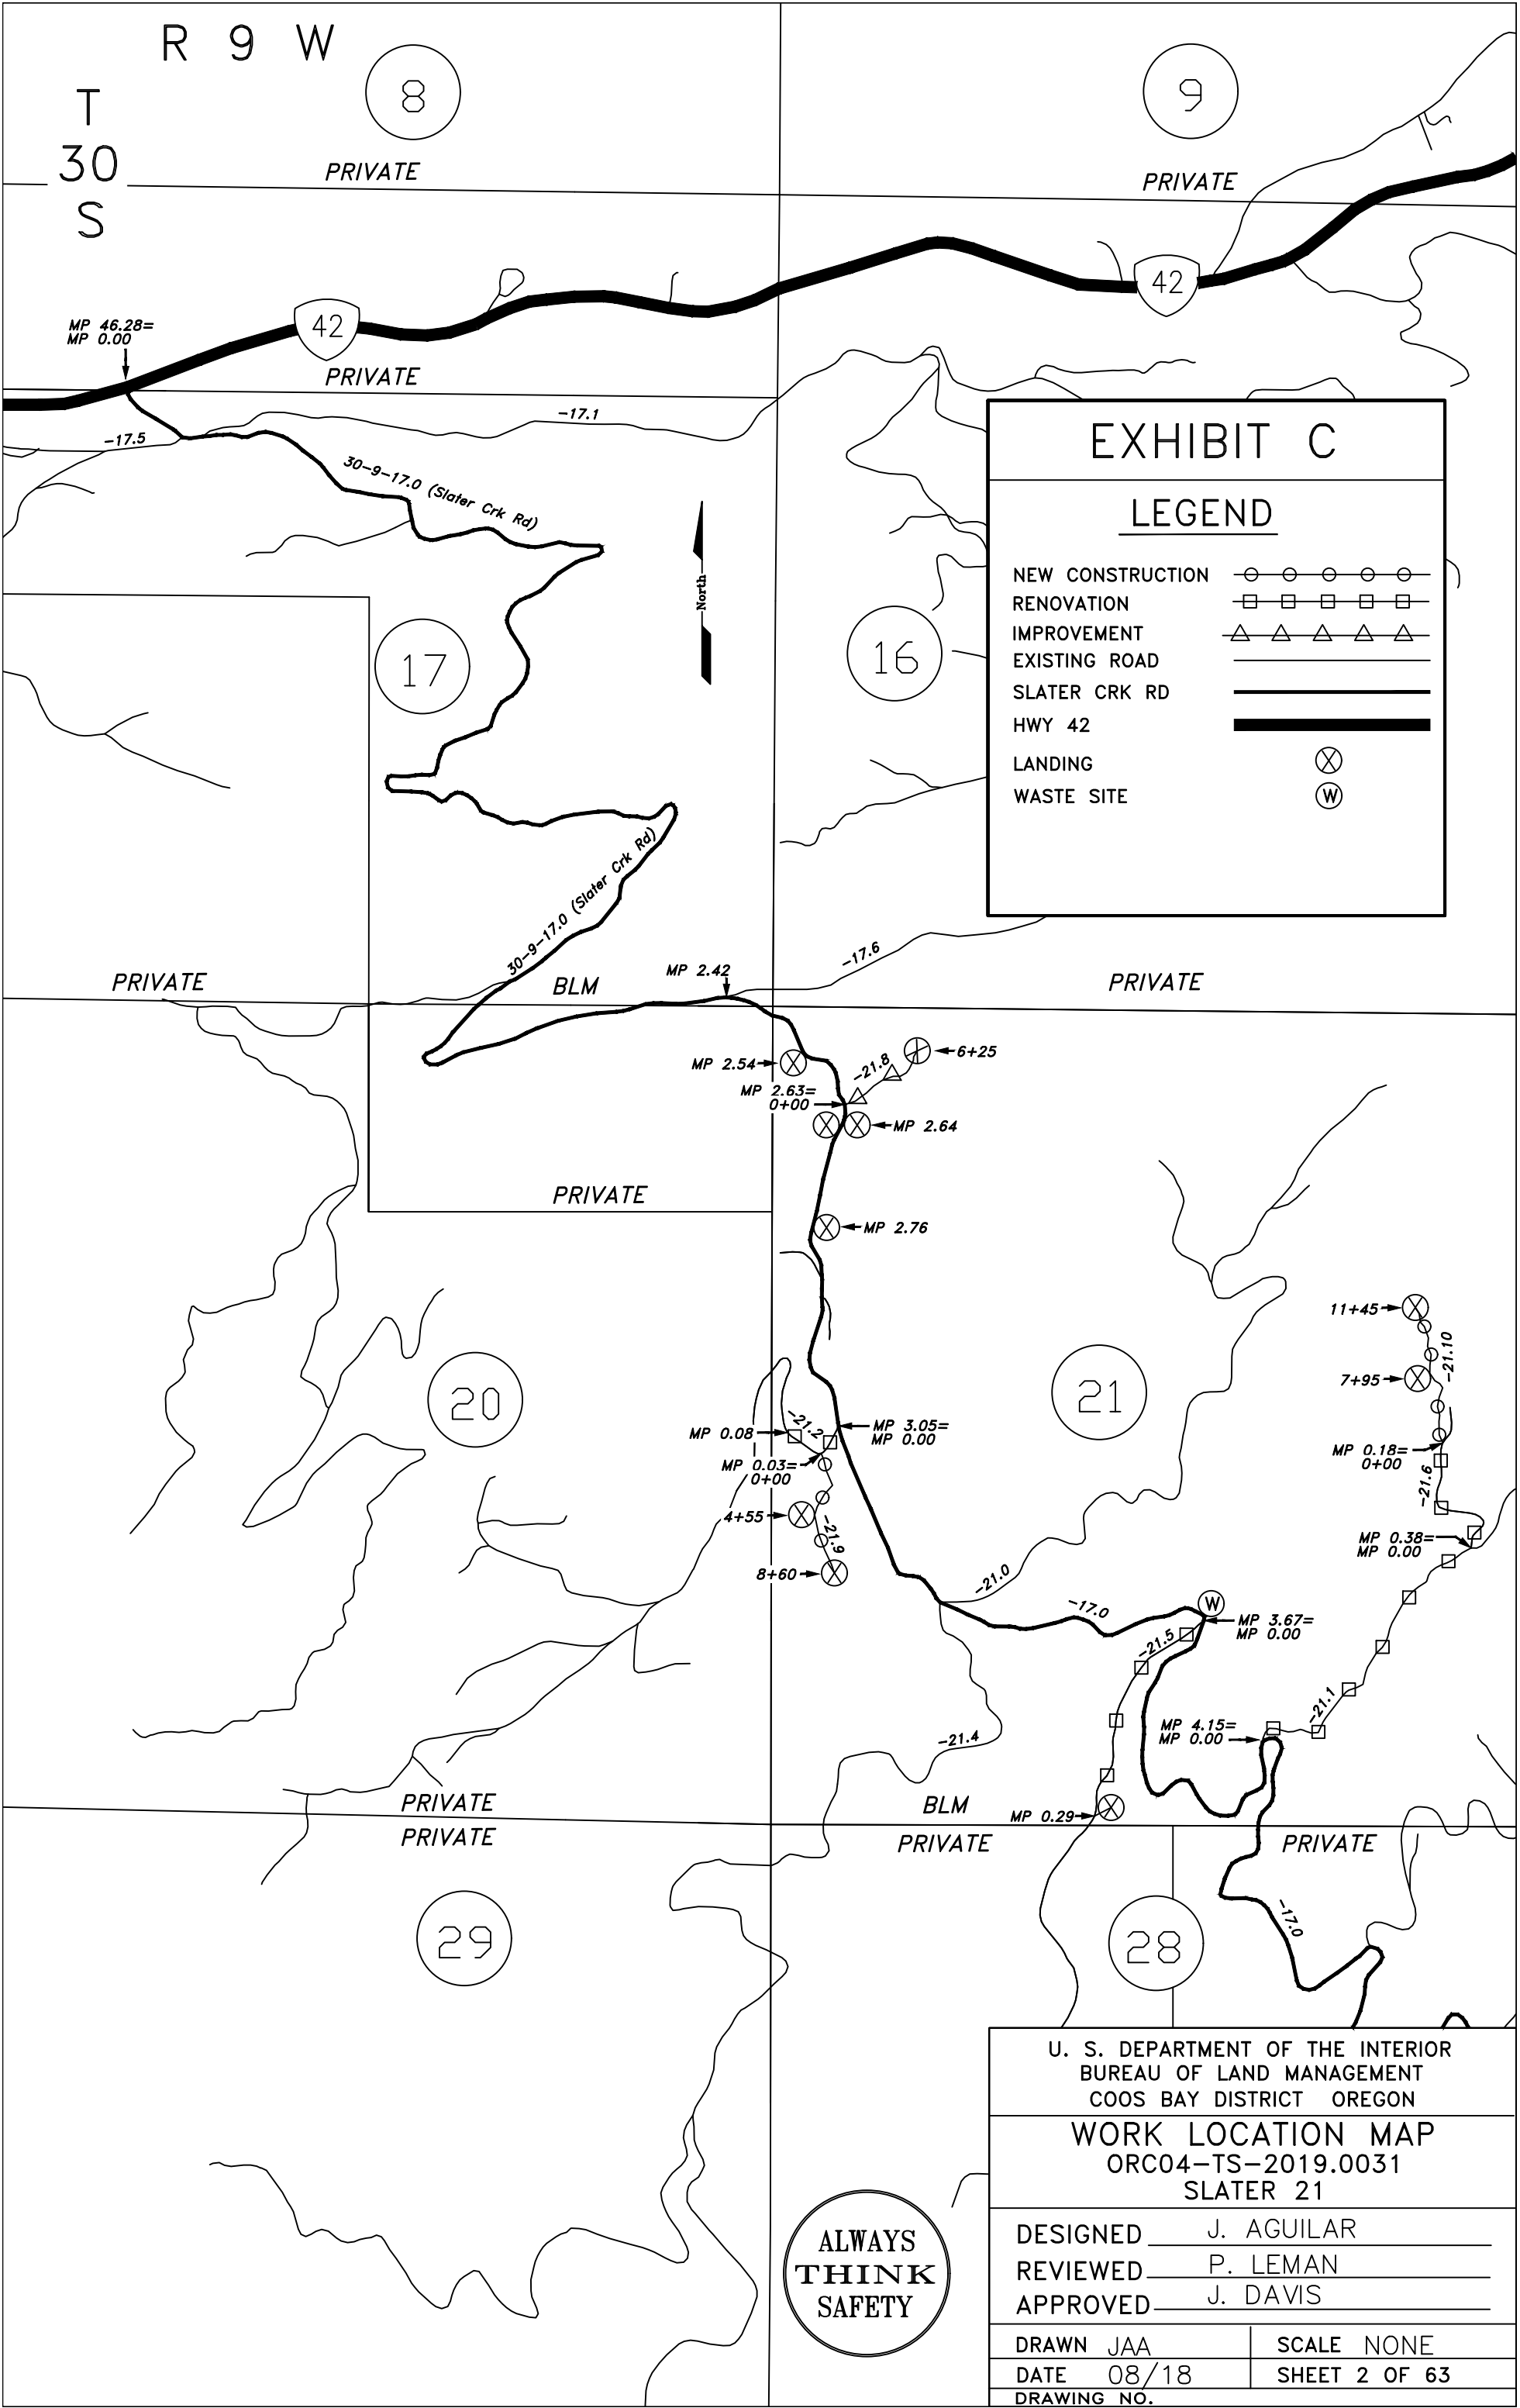 R 9 W
T
30
S
8
9
PRIVATE
PRIVATE
42
42
MP 46.28=
MP 0.00
PRIVATE
-17.1
-17.5
30-9-17.0 (Slater Crk Rd)
North
17
16
EXHIBIT C
LEGEND
NEW CONSTRUCTION
RENOVATION
IMPROVEMENT
EXISTING ROAD
SLATER CRK RD
HWY 42
LANDING
WASTE SITE
W
30-9-17.0 (Slater Crk Rd)
-17.6
MP 2.42
PRIVATE
BLM
PRIVATE
MP 2.54
-21.8
6+25
MP 2.63=
0+00
MP 2.64
PRIVATE
MP 2.76
11+45
-21.10
7+95
20
21
-21.2
MP 0.08
MP 3.05=
MP 0.00
MP 0.03=
0+00
MP 0.18=
0+00
-21.6
4+55
-21.9
MP 0.38=
MP 0.00
8+60
-21.0
-17.0
W
MP 3.67=
MP 0.00
-21.5
-21.1
MP 4.15=
MP 0.00
-21.4
PRIVATE
BLM
MP 0.29
PRIVATE
PRIVATE
PRIVATE
29
28
-17.0
U. S. DEPARTMENT OF THE INTERIOR
BUREAU OF LAND MANAGEMENT
COOS BAY DISTRICT OREGON
WORK LOCATION MAP
ORC04-TS-2019.0031
SLATER 21
DESIGNED J. AGUILAR
REVIEWED P. LEMAN
APPROVED J. DAVIS
DRAWN JAA
SCALE NONE
DATE 08/18
SHEET 2 OF 63
DRAWING NO.
ALWAYS
THINK
SAFETY